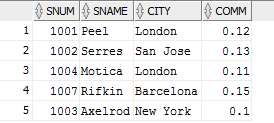 SNUM SNAME CITY COMM
1 1001 Peel London 0.12
2 1002 Serres San Jose 0.13
3 1004 Motica London 0.11
4 1007 Rifkin Barcelona 0.15
5 1003 Axelrod New York 0.1